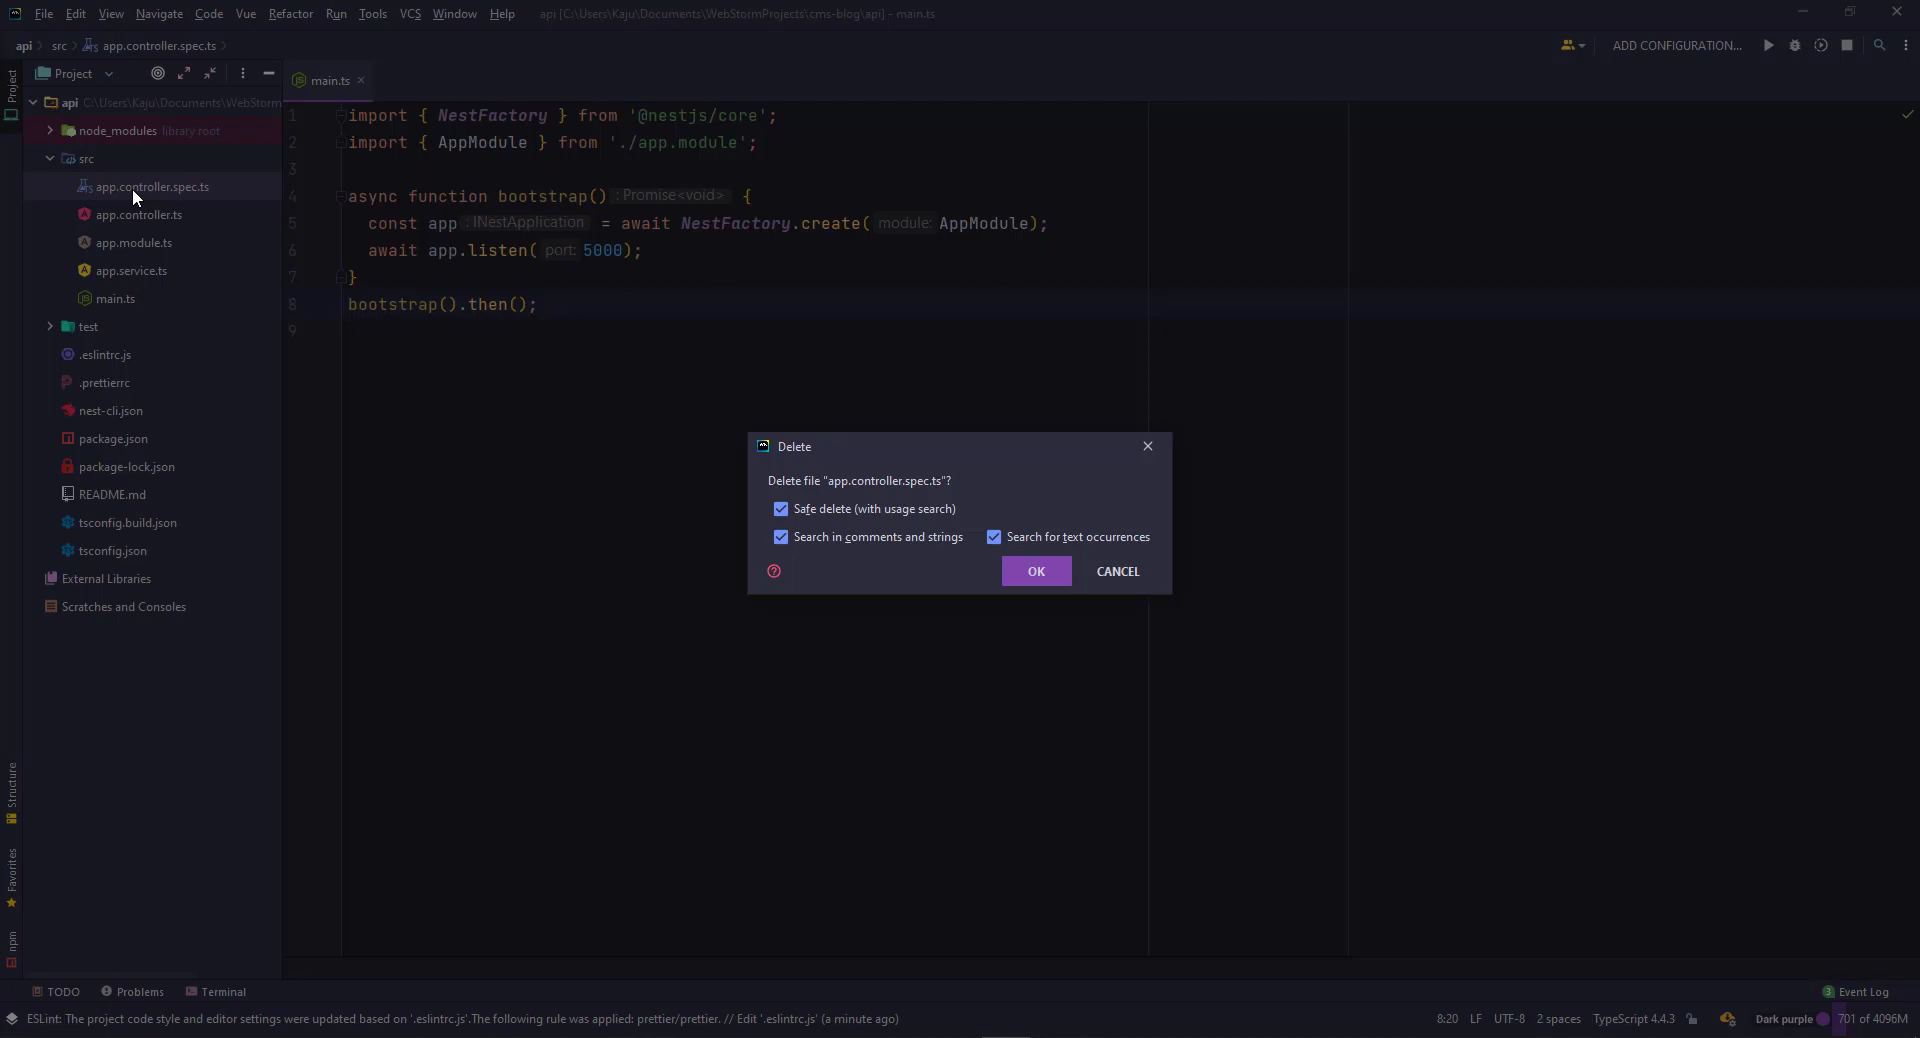 File Edit View Navigate Code Vue Refactor Run Tools VCS Window Help api [C:\Users\Kaju\Documents\WebStormProjects\cms-blog\api] - main.ts
api src app.controller.spec.ts
ADD CONFIGURATION...
Project
Project
main.ts
api C:\Users\Kaju\Documents\WebStorm
node_modules library root
src
app.controller.spec.ts
app.controller.ts
app.module.ts
app.service.ts
main.ts
test
.eslintrc.js
.prettierrc
nest-cli.json
package.json
package-lock.json
README.md
tsconfig.build.json
tsconfig.json
External Libraries
Scratches and Consoles
1 import { NestFactory } from '@nestjs/core';
2 import { AppModule } from './app.module';
3
4 async function bootstrap() : Promise<void> {
5 const app : INestApplication = await NestFactory.create( module: AppModule);
6 await app.listen( port: 5000);
7 }
8 bootstrap().then();
9
Delete
Delete file "app.controller.spec.ts"?
Safe delete (with usage search)
Search in comments and strings Search for text occurrences
OK CANCEL
Structure
Favorites
npm
TODO Problems Terminal
3 Event Log
ESLint: The project code style and editor settings were updated based on '.eslintrc.js'.The following rule was applied: prettier/prettier. // Edit '.eslintrc.js' (a minute ago)
8:20 LF UTF-8 2 spaces TypeScript 4.4.3 Dark purple 701 of 4096M